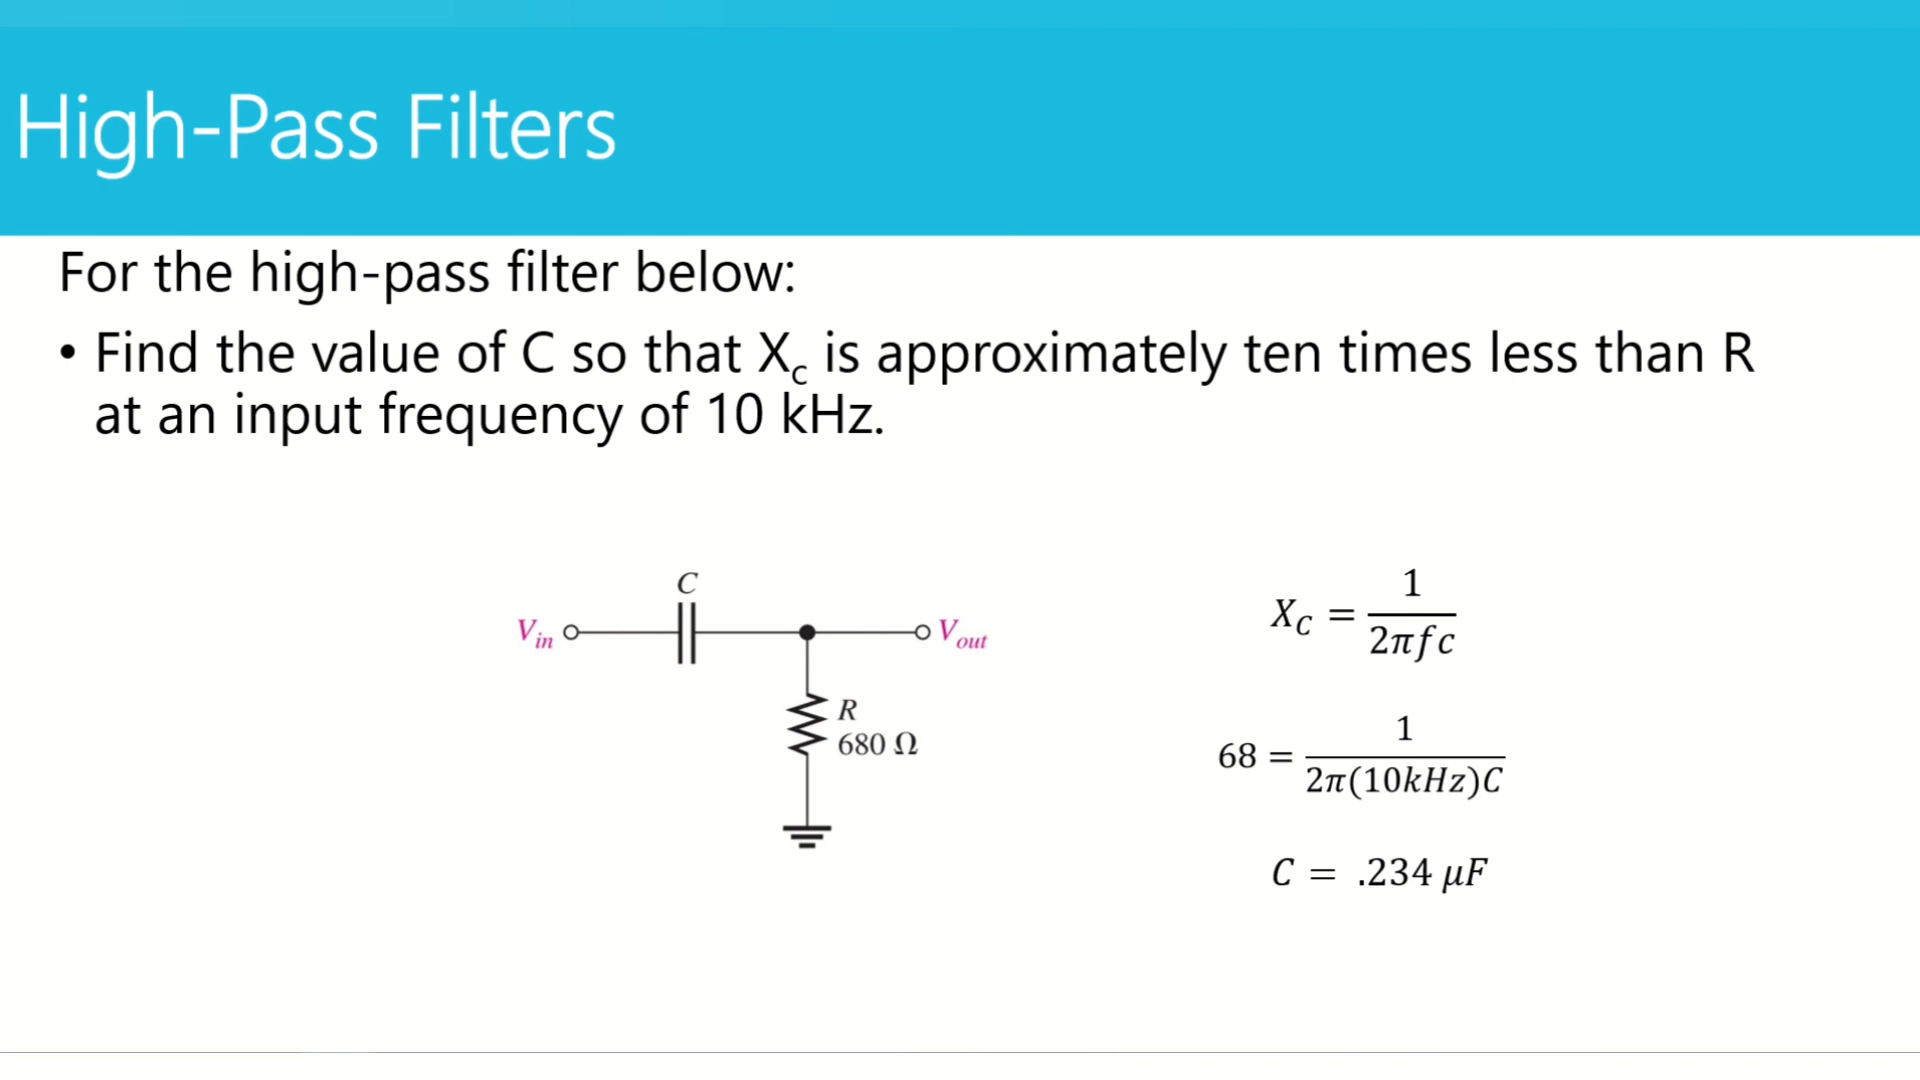 High-Pass Filters
For the high-pass filter below:
• Find the value of C so that Xc is approximately ten times less than R
at an input frequency of 10 kHz.
C
Vin
Vout
R
680 Ω
X_C = 1/(2πfc)
68 = 1/(2π(10kHz)C)
C = .234 μF